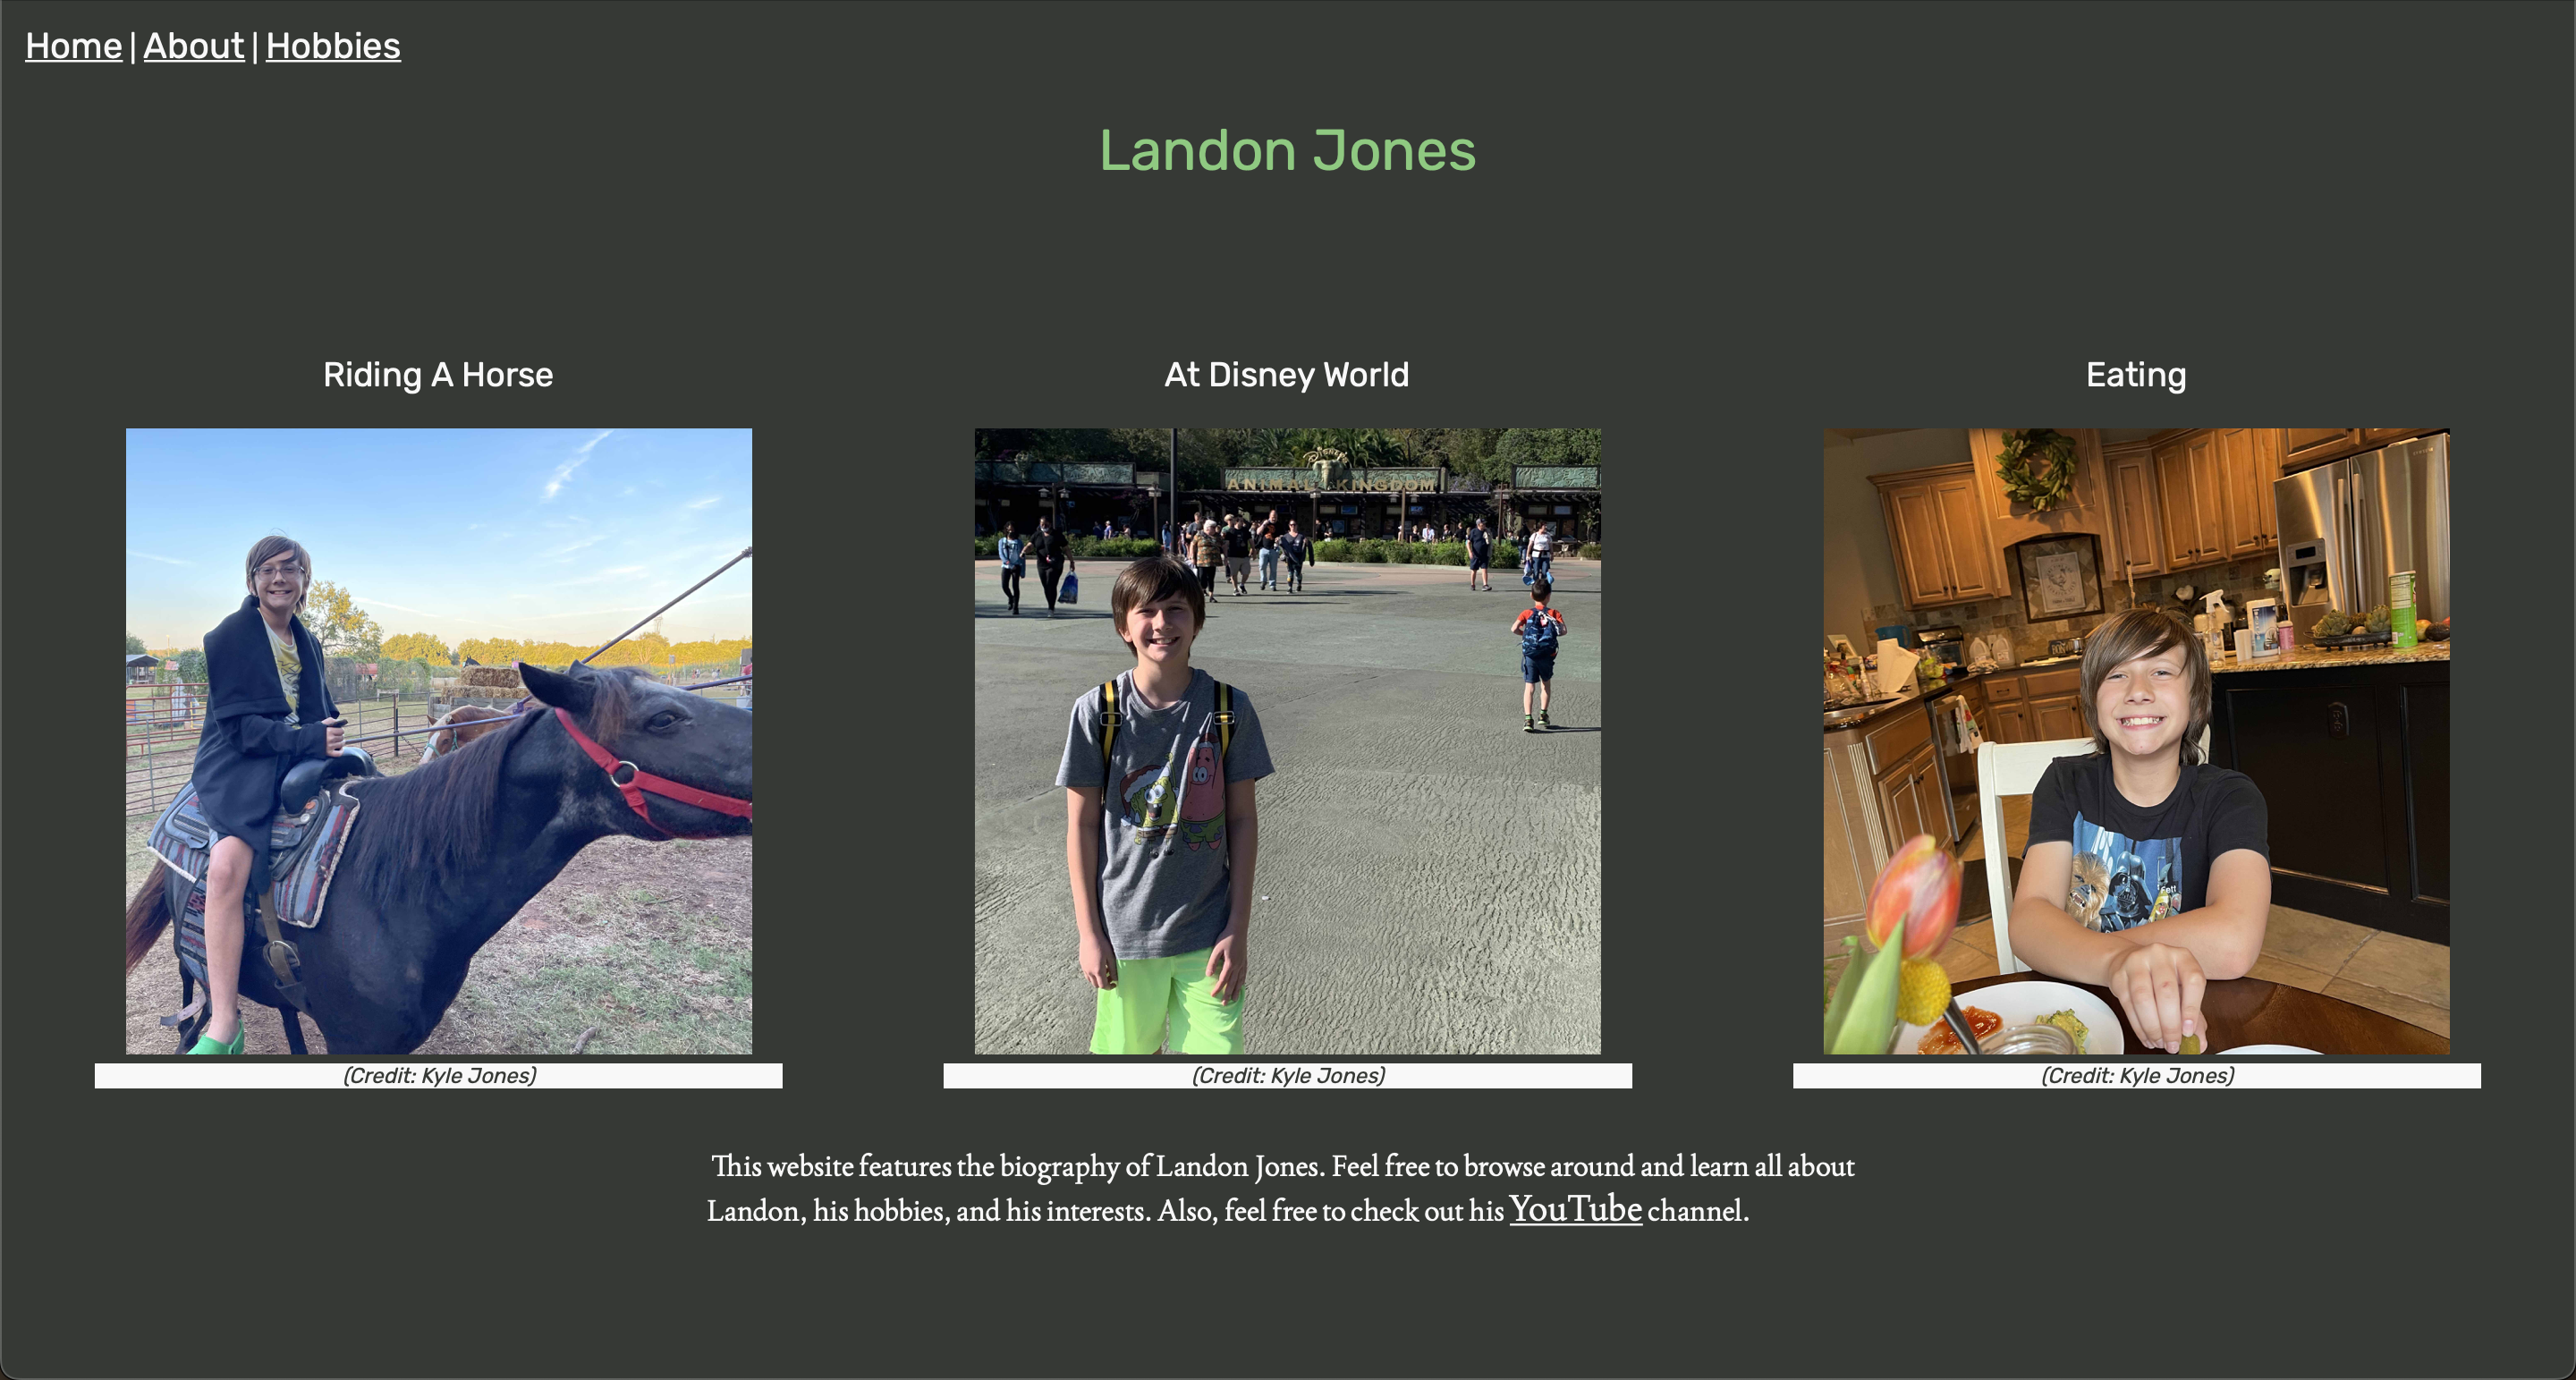 Home | About | Hobbies
Landon Jones
Riding A Horse
At Disney World
Eating
DISNEY'S
ANIMAL KINGDOM
Fett
(Credit: Kyle Jones)
(Credit: Kyle Jones)
(Credit: Kyle Jones)
This website features the biography of Landon Jones. Feel free to browse around and learn all about
Landon, his hobbies, and his interests. Also, feel free to check out his YouTube channel.